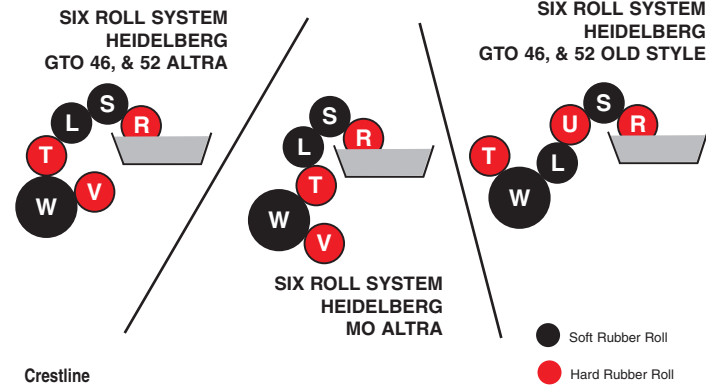 SIX ROLL SYSTEM
HEIDELBERG
GTO 46, & 52 ALTRA
S
L
R
T
V
W
SIX ROLL SYSTEM
HEIDELBERG
MO ALTRA
S
R
L
T
W
V
SIX ROLL SYSTEM
HEIDELBERG
GTO 46, & 52 OLD STYLE
S
U
R
T
L
W
Soft Rubber Roll
Hard Rubber Roll
Crestline